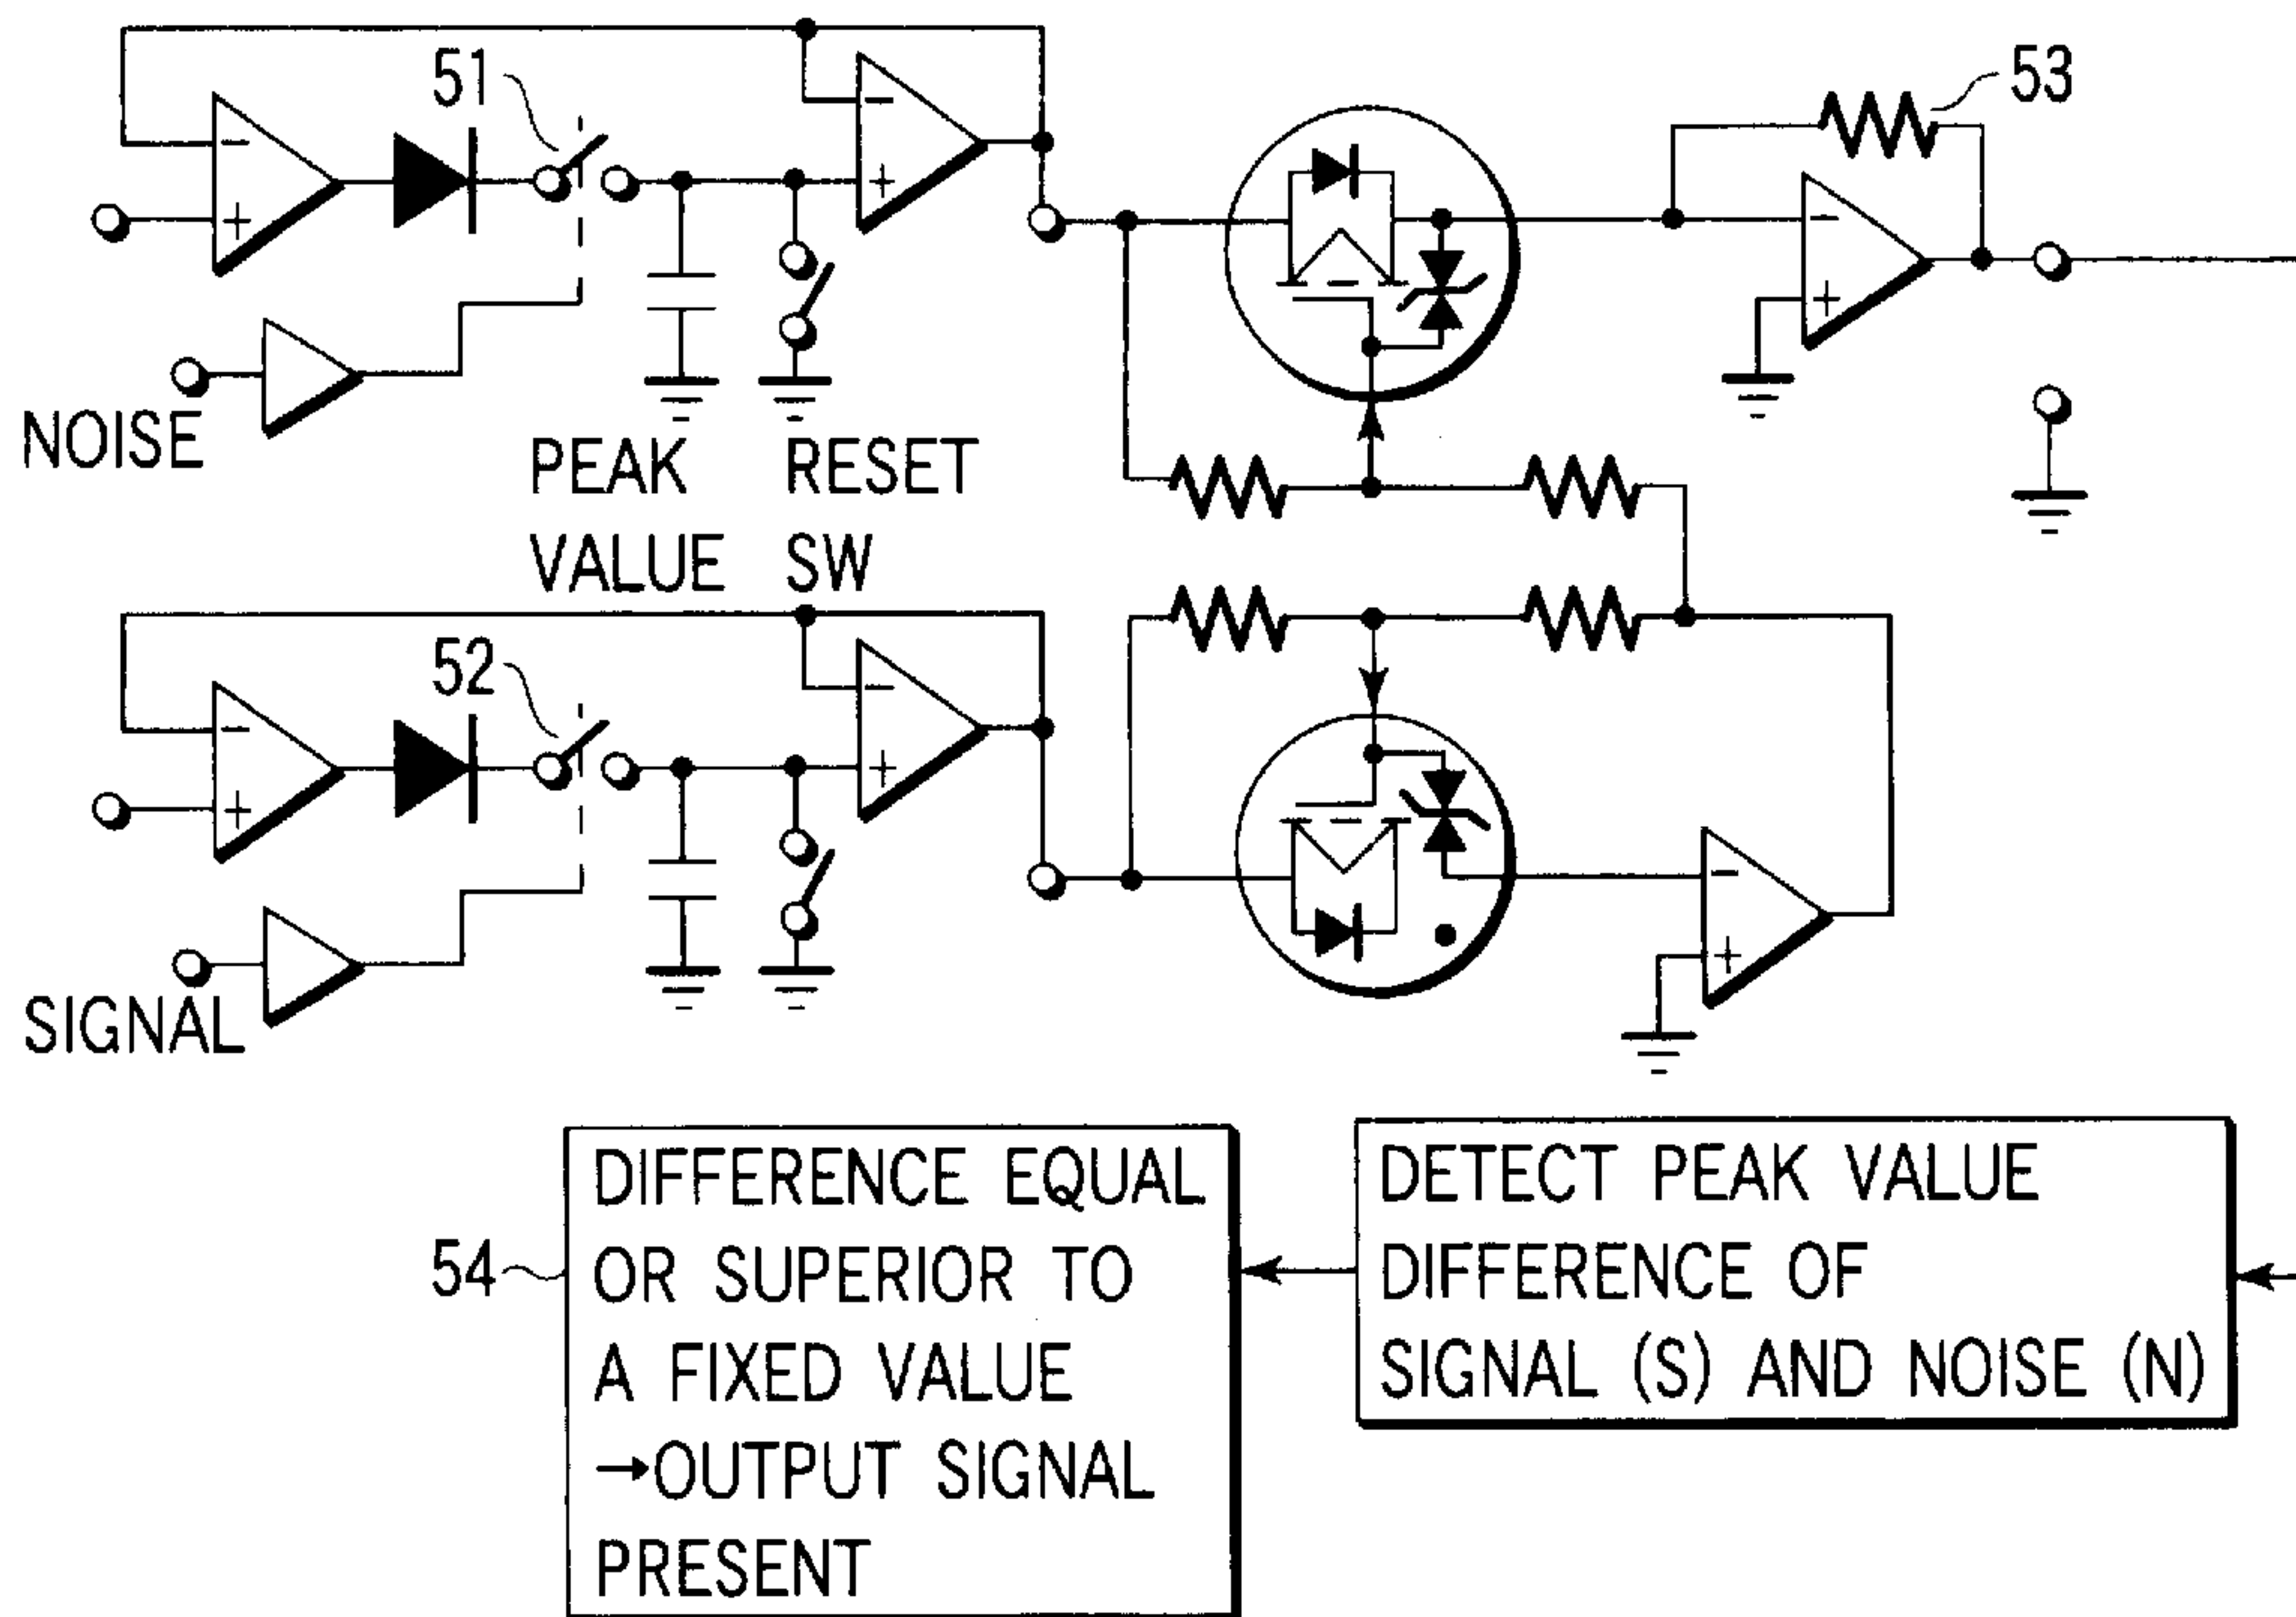 51
53
NOISE
PEAK RESET
VALUE SW
52
SIGNAL
54
DIFFERENCE EQUAL
OR SUPERIOR TO
A FIXED VALUE
→OUTPUT SIGNAL
PRESENT
DETECT PEAK VALUE
DIFFERENCE OF
SIGNAL (S) AND NOISE (N)